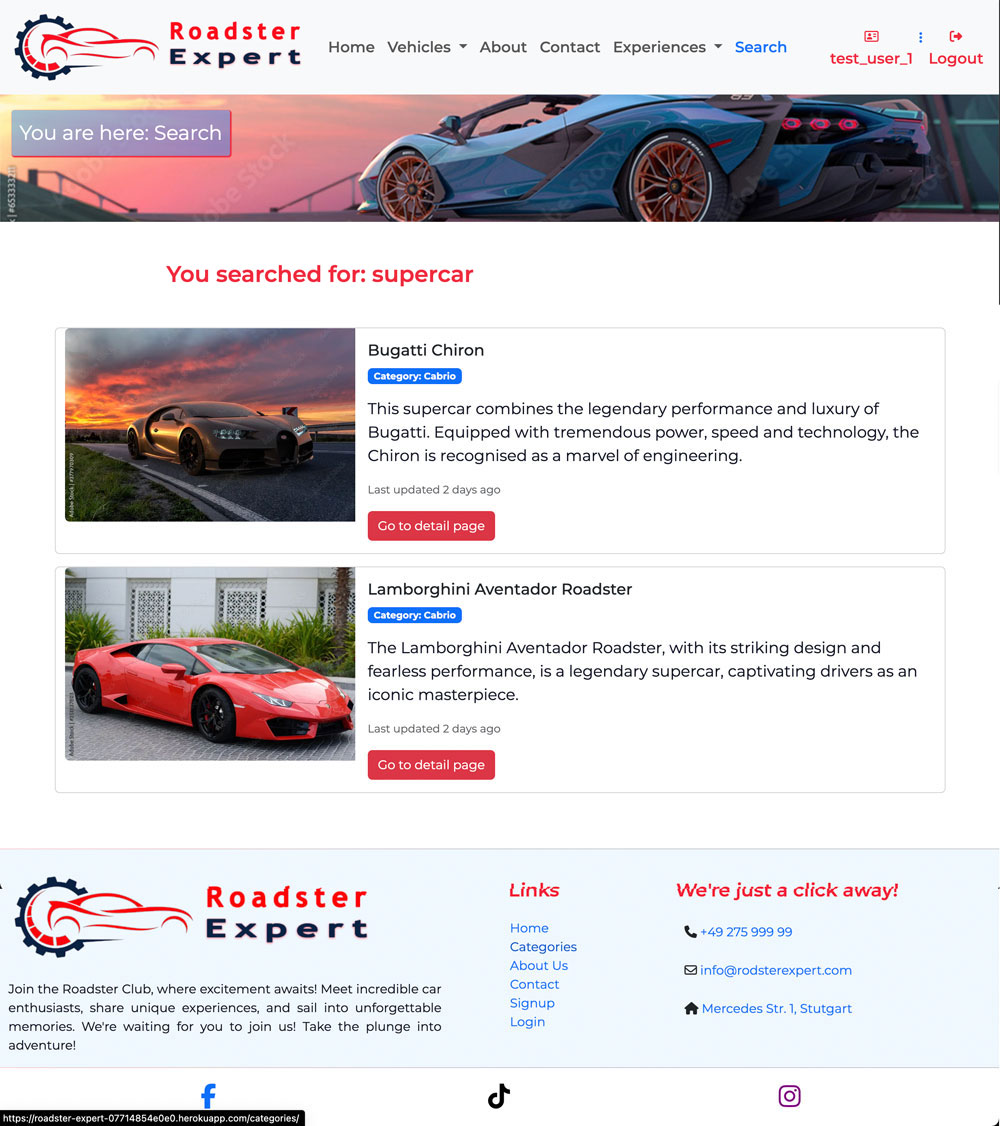 Roadster
Expert
Home Vehicles About Contact Experiences Search
test_user_1 Logout
You are here: Search
Adobe Stock
You searched for: supercar
Bugatti Chiron
Category: Cabrio
This supercar combines the legendary performance and luxury of
Bugatti. Equipped with tremendous power, speed and technology, the
Chiron is recognised as a marvel of engineering.
Last updated 2 days ago
Go to detail page
Lamborghini Aventador Roadster
Category: Cabrio
The Lamborghini Aventador Roadster, with its striking design and
fearless performance, is a legendary supercar, captivating drivers as an
iconic masterpiece.
Last updated 2 days ago
Go to detail page
Roadster
Expert
Join the Roadster Club, where excitement awaits! Meet incredible car
enthusiasts, share unique experiences, and sail into unforgettable
memories. We're waiting for you to join us! Take the plunge into
adventure!
Links
Home
Categories
About Us
Contact
Signup
Login
We're just a click away!
+49 275 999 99
info@rodsterexpert.com
Mercedes Str. 1, Stutgart
https://roadster-expert-07714854e0e0.herokuapp.com/categories/